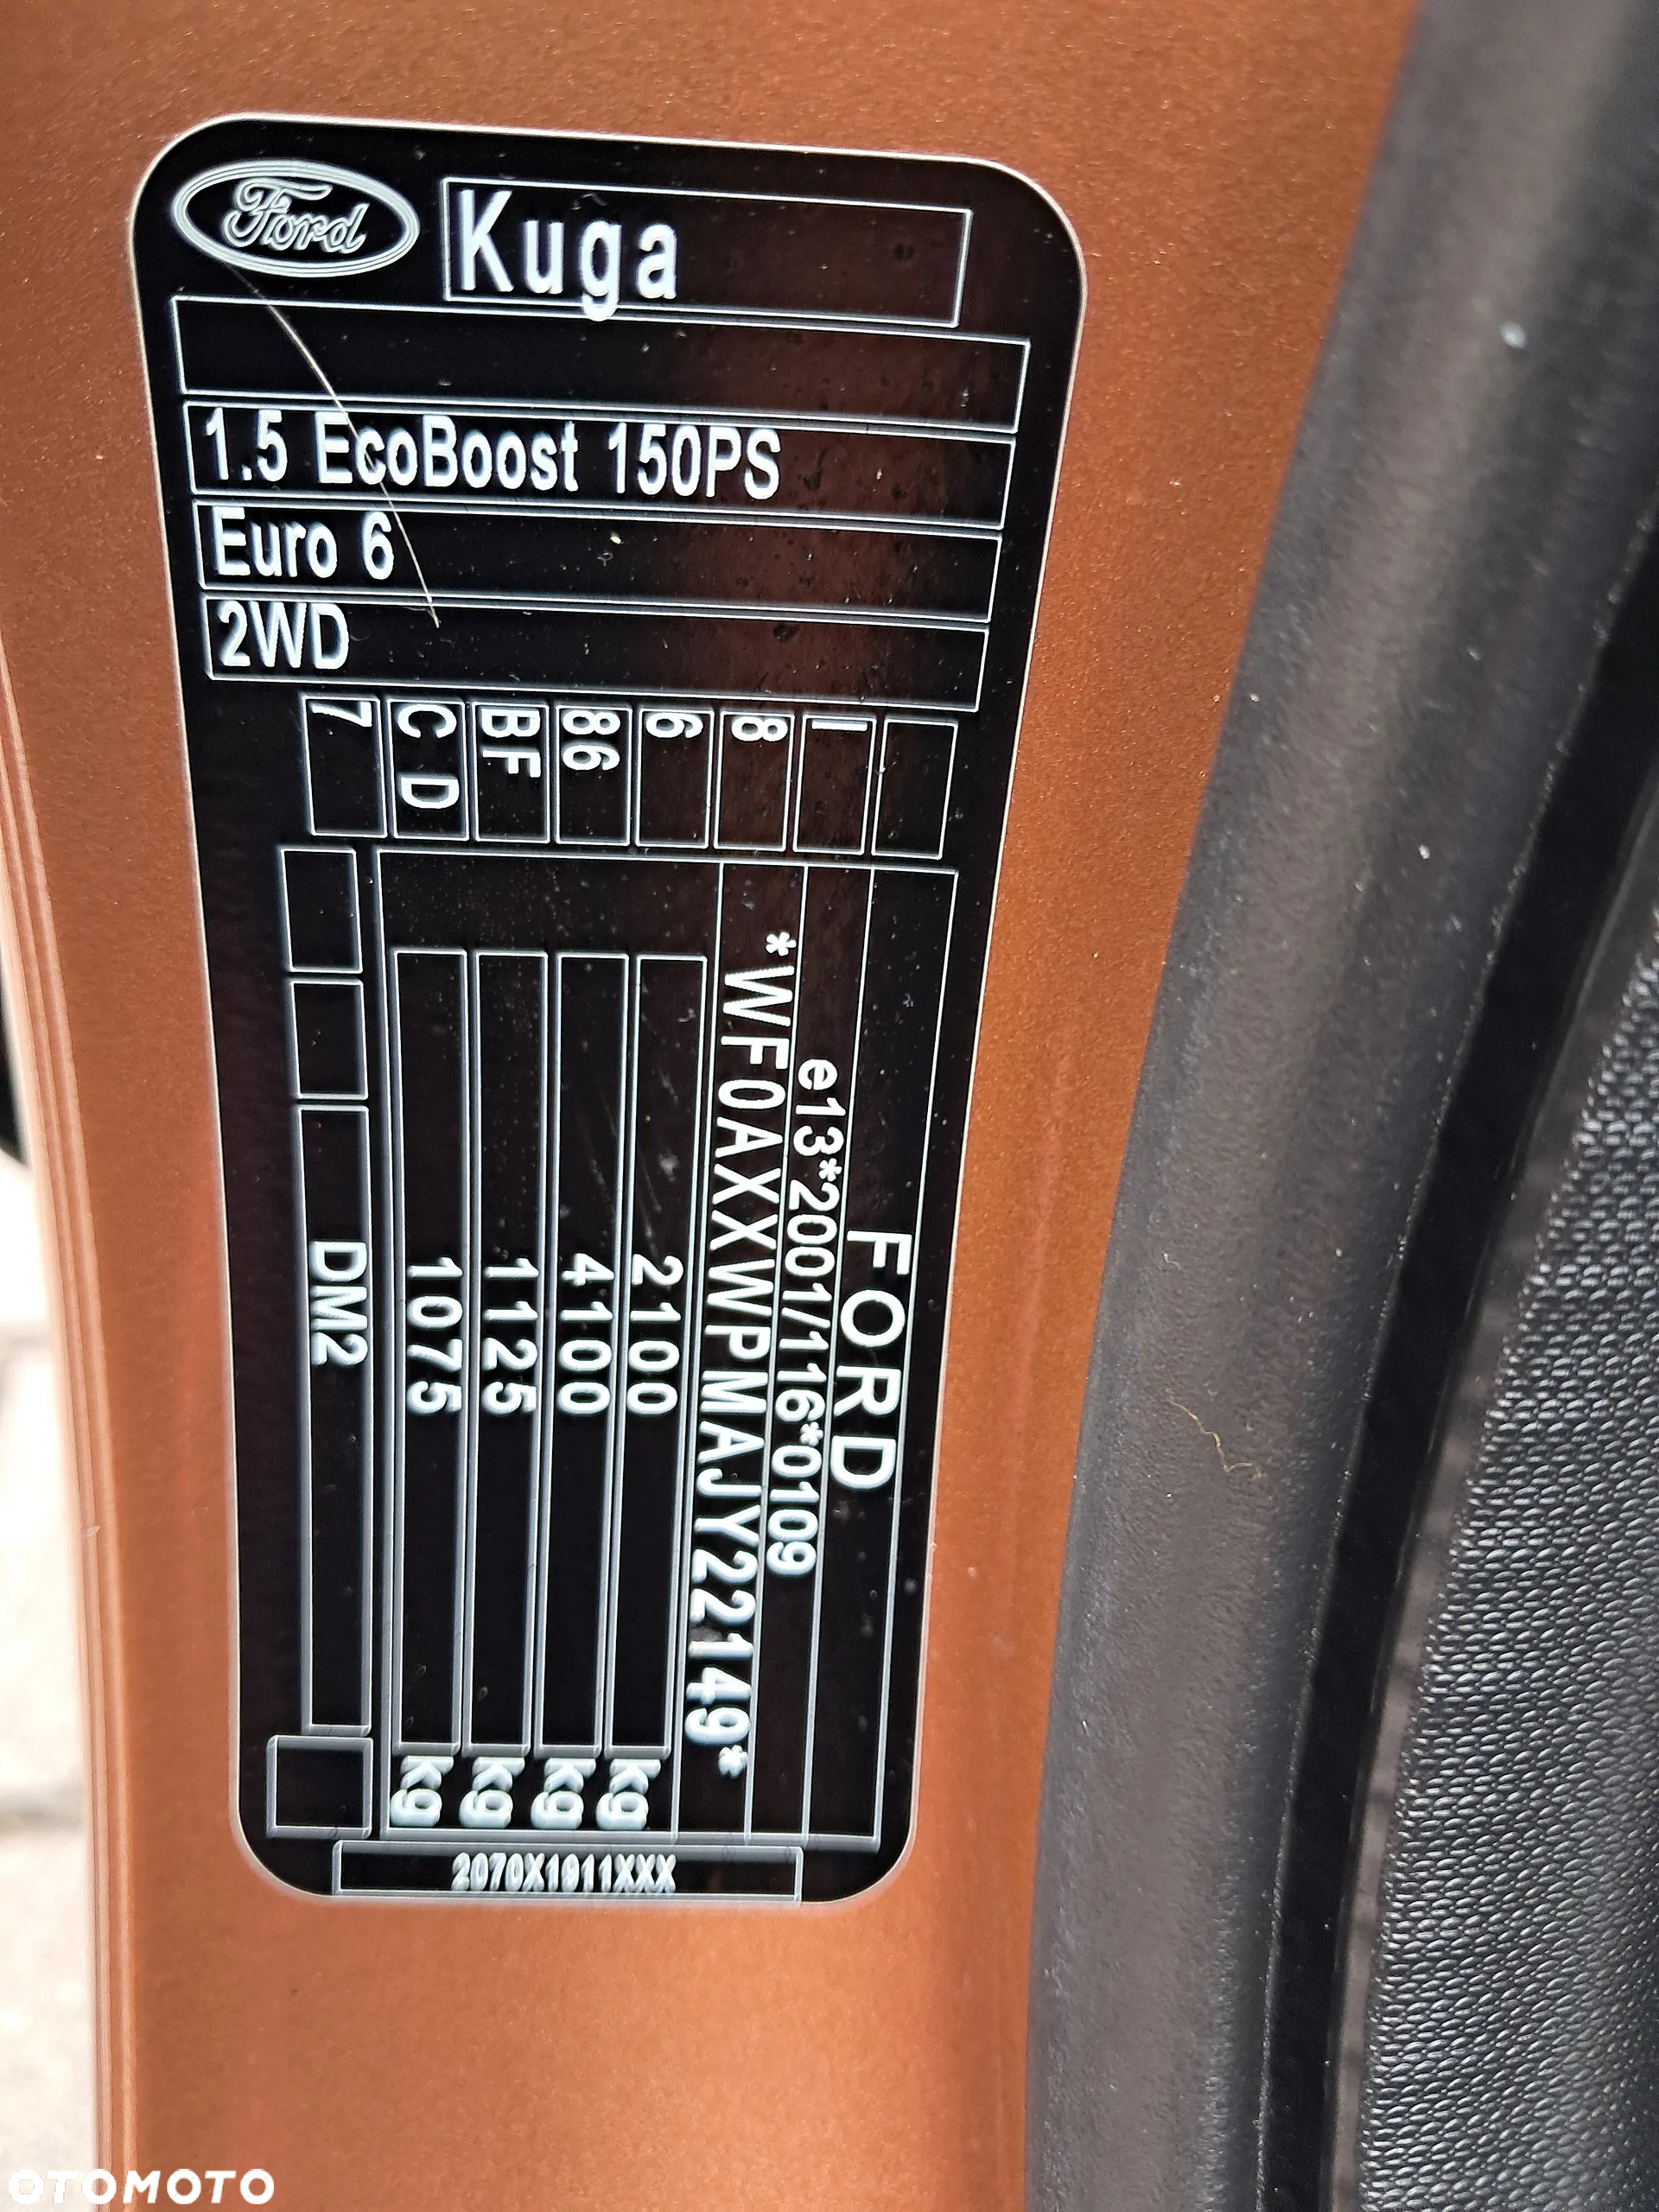 Ford
Kuga
1.5 EcoBoost 150PS
Euro 6
2WD
I
8
6
86
BF
C D
7
FORD
e13*2001/116*0109
*WF0AXXWPMAJY22149*
2100 kg
4100 kg
1125 kg
1075 kg
DM2
2070X1911XXX
OTOMOTO